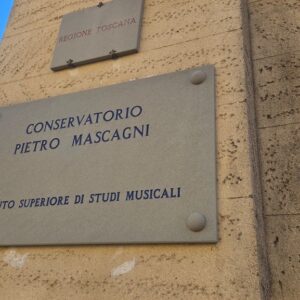 REGIONE TOSCANA
CONSERVATORIO
PIETRO MASCAGNI
UTO SUPERIORE DI STUDI MUSICALI